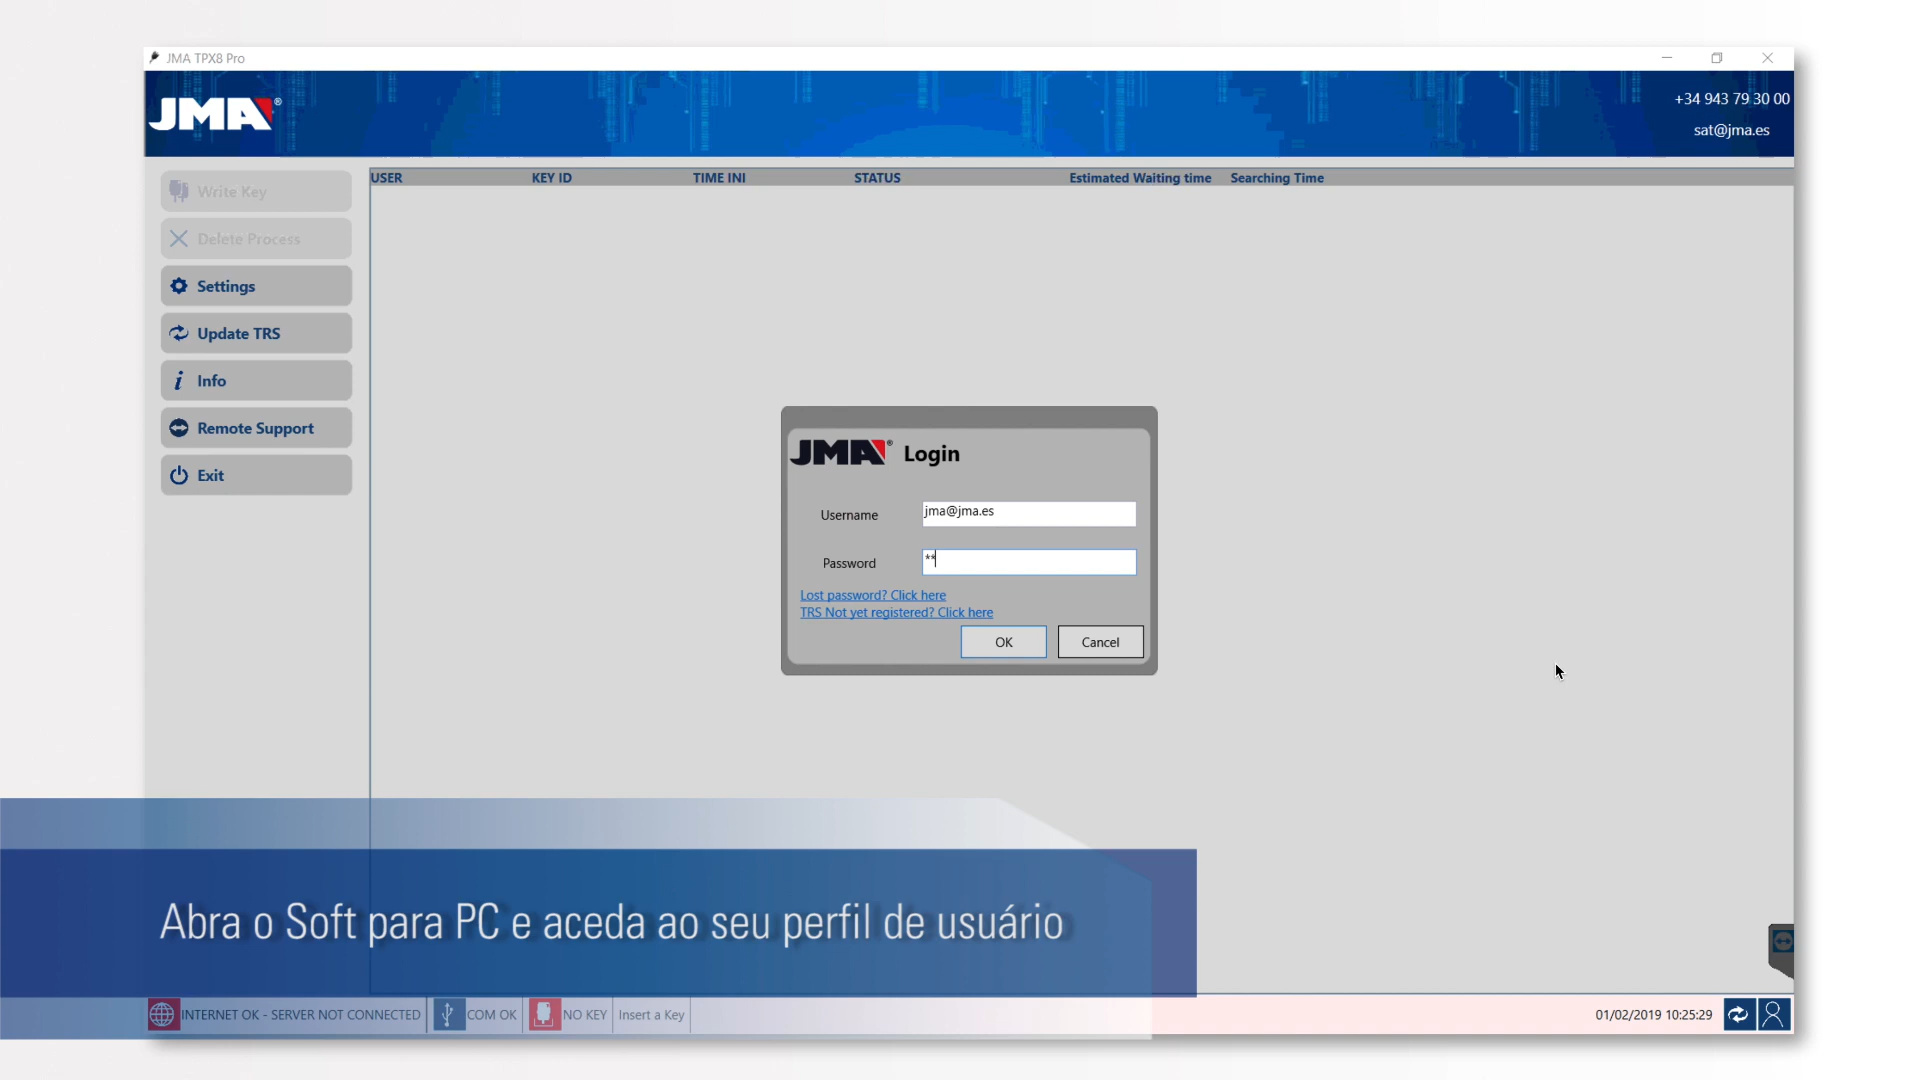 JMA TPX8 Pro
JMA®
+34 943 79 30 00
sat@jma.es
Write Key
Delete Process
Settings
Update TRS
Info
Remote Support
Exit
USER KEY ID TIME INI STATUS Estimated Waiting time Searching Time
JMA® Login
Username jma@jma.es
Password **
Lost password? Click here
TRS Not yet registered? Click here
OK Cancel
Abra o Soft para PC e aceda ao seu perfil de usuário
INTERNET OK - SERVER NOT CONNECTED COM OK NO KEY Insert a Key 01/02/2019 10:25:29